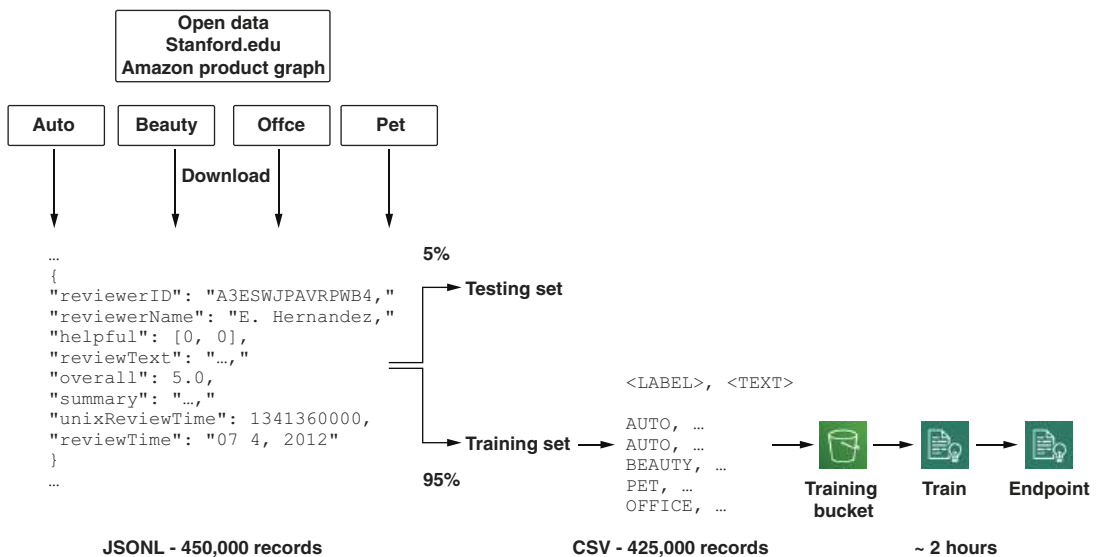 Open data
Stanford.edu
Amazon product graph
Auto
Beauty
Offce
Pet
Download
…
{
"reviewerID": "A3ESWJPAVRPWB4,"
"reviewerName": "E. Hernandez,"
"helpful": [0, 0],
"reviewText": "…,"
"overall": 5.0,
"summary": "…,"
"unixReviewTime": 1341360000,
"reviewTime": "07 4, 2012"
}
…
5%
Testing set
Training set
95%
<LABEL>, <TEXT>
AUTO, …
AUTO, …
BEAUTY, …
PET, …
OFFICE, …
Training
bucket
Train
Endpoint
JSONL - 450,000 records
CSV - 425,000 records
~ 2 hours